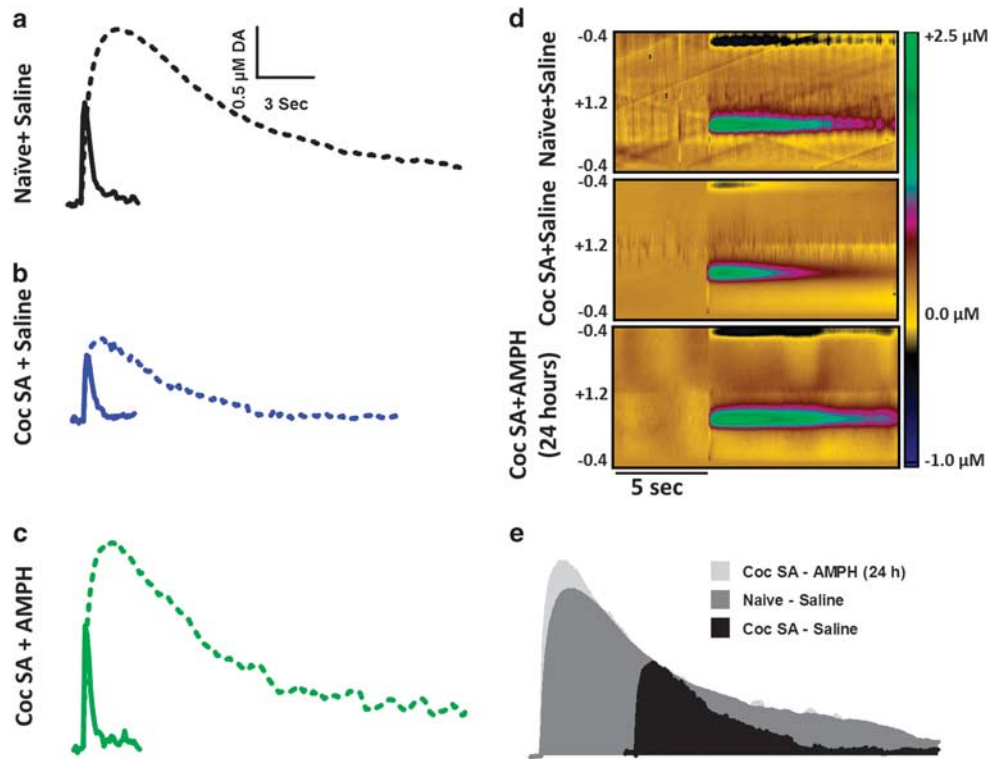 a
Naïve+ Saline
0.5 µM DA
3 Sec
b
Coc SA + Saline
c
Coc SA + AMPH
d
Naïve+Saline
-0.4
+1.2
-0.4
Coc SA+Saline
-0.4
+1.2
-0.4
Coc SA+AMPH
(24 hours)
-0.4
+1.2
-0.4
5 sec
+2.5 µM
0.0 µM
-1.0 µM
e
Coc SA - AMPH (24 h)
Naive - Saline
Coc SA - Saline